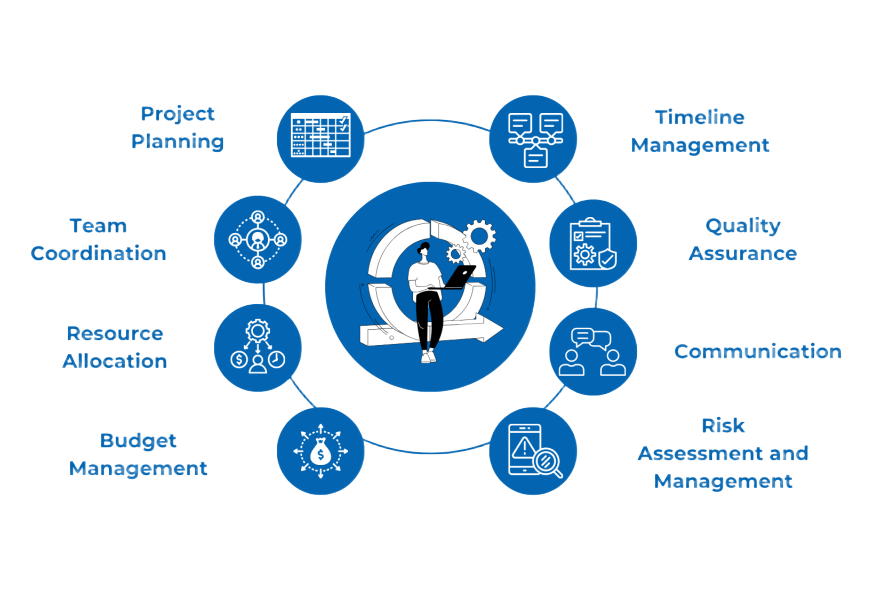 Project
Planning
Timeline
Management
Team
Coordination
Quality
Assurance
Resource
Allocation
Communication
Budget
Management
Risk
Assessment and
Management